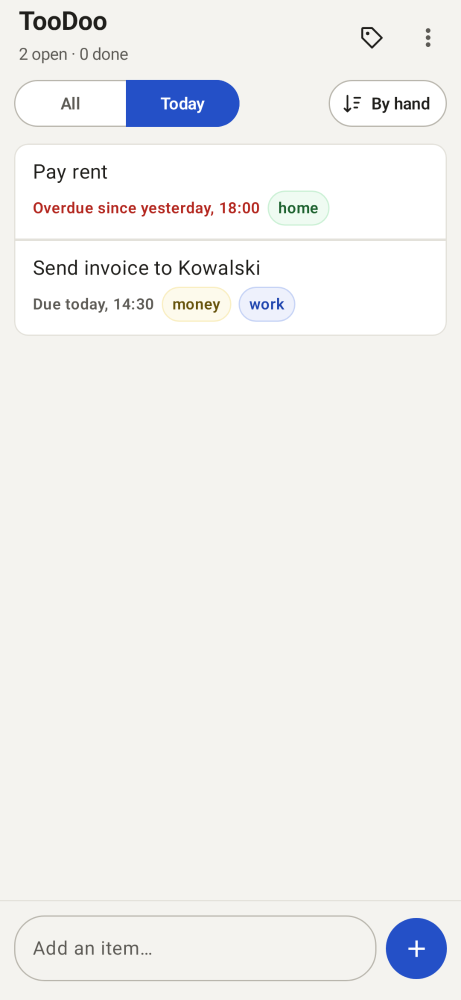 TooDoo
2 open · 0 done
All
Today
By hand
Pay rent
Overdue since yesterday, 18:00
home
Send invoice to Kowalski
Due today, 14:30
money
work
Add an item…